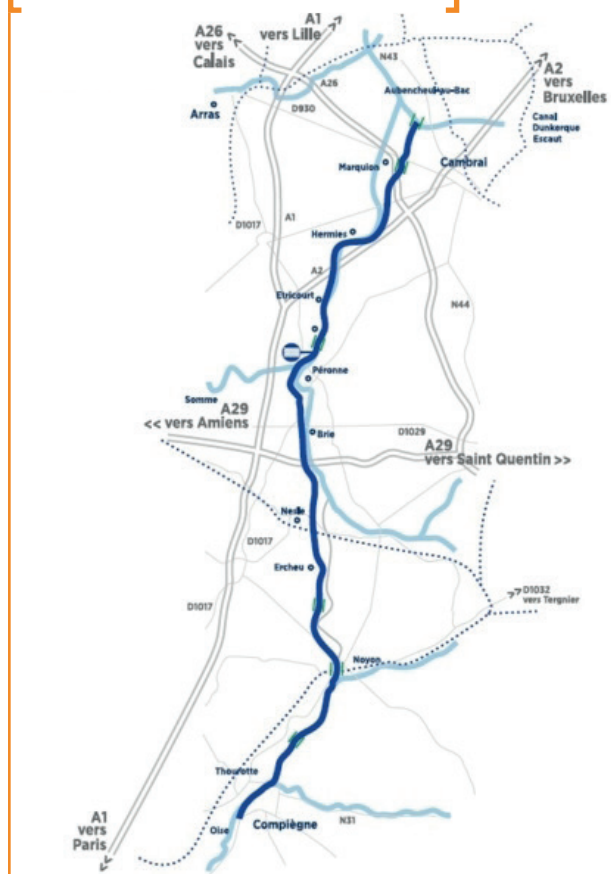 A26
vers
Calais
A1
vers Lille
N43
A2
vers
Bruxelles
A26
Aubencheul-au-Bac
D930
Arras
Canal
Dunkerque
Escaut
Marquion
Cambrai
D1017
A1
Hermies
A2
Etricourt
N44
Péronne
Somme
A29
<< vers Amiens
Brie
D1029
A29
vers Saint Quentin >>
Nesle
D1017
Ercheu
D1032
vers Tergnier
D1017
Noyon
Thourotte
A1
vers
Paris
Oise
Compiègne
N31